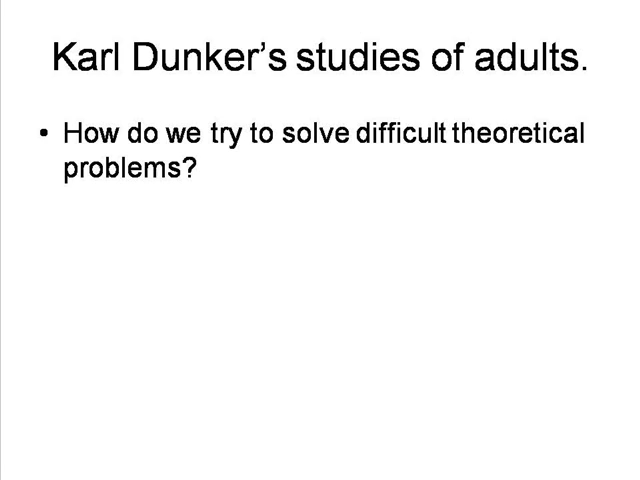 Karl Dunker's studies of adults.
• How do we try to solve difficult theoretical
problems?